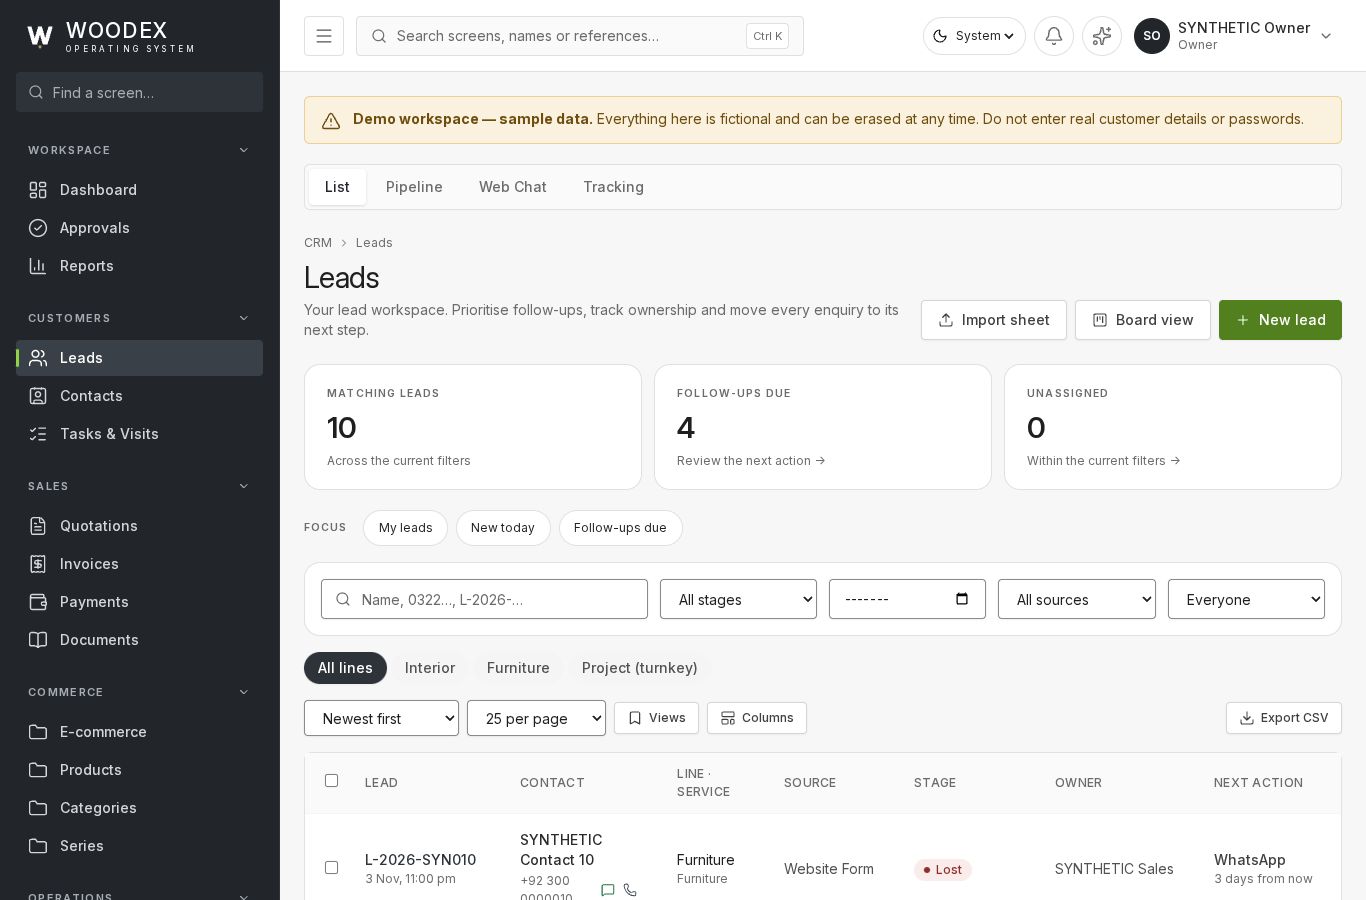 WOODEX
OPERATING SYSTEM
Find a screen...
WORKSPACE
Dashboard
Approvals
Reports
CUSTOMERS
Leads
Contacts
Tasks & Visits
SALES
Quotations
Invoices
Payments
Documents
COMMERCE
E-commerce
Products
Categories
Series
OPERATIONS
Search screens, names or references...
Ctrl K
System
SO
SYNTHETIC Owner
Owner
Demo workspace — sample data. Everything here is fictional and can be erased at any time. Do not enter real customer details or passwords.
List Pipeline Web Chat Tracking
CRM > Leads
Leads
Your lead workspace. Prioritise follow-ups, track ownership and move every enquiry to its
next step.
Import sheet
Board view
+ New lead
MATCHING LEADS
10
Across the current filters
FOLLOW-UPS DUE
4
Review the next action →
UNASSIGNED
0
Within the current filters →
FOCUS My leads New today Follow-ups due
Name, 0322..., L-2026-... All stages ------- All sources Everyone
All lines Interior Furniture Project (turnkey)
Newest first 25 per page Views Columns Export CSV
LEAD CONTACT LINE · SERVICE SOURCE STAGE OWNER NEXT ACTION
L-2026-SYN010
3 Nov, 11:00 pm
SYNTHETIC
Contact 10
+92 300
0000010
Furniture
Furniture
Website Form
Lost
SYNTHETIC Sales
WhatsApp
3 days from now